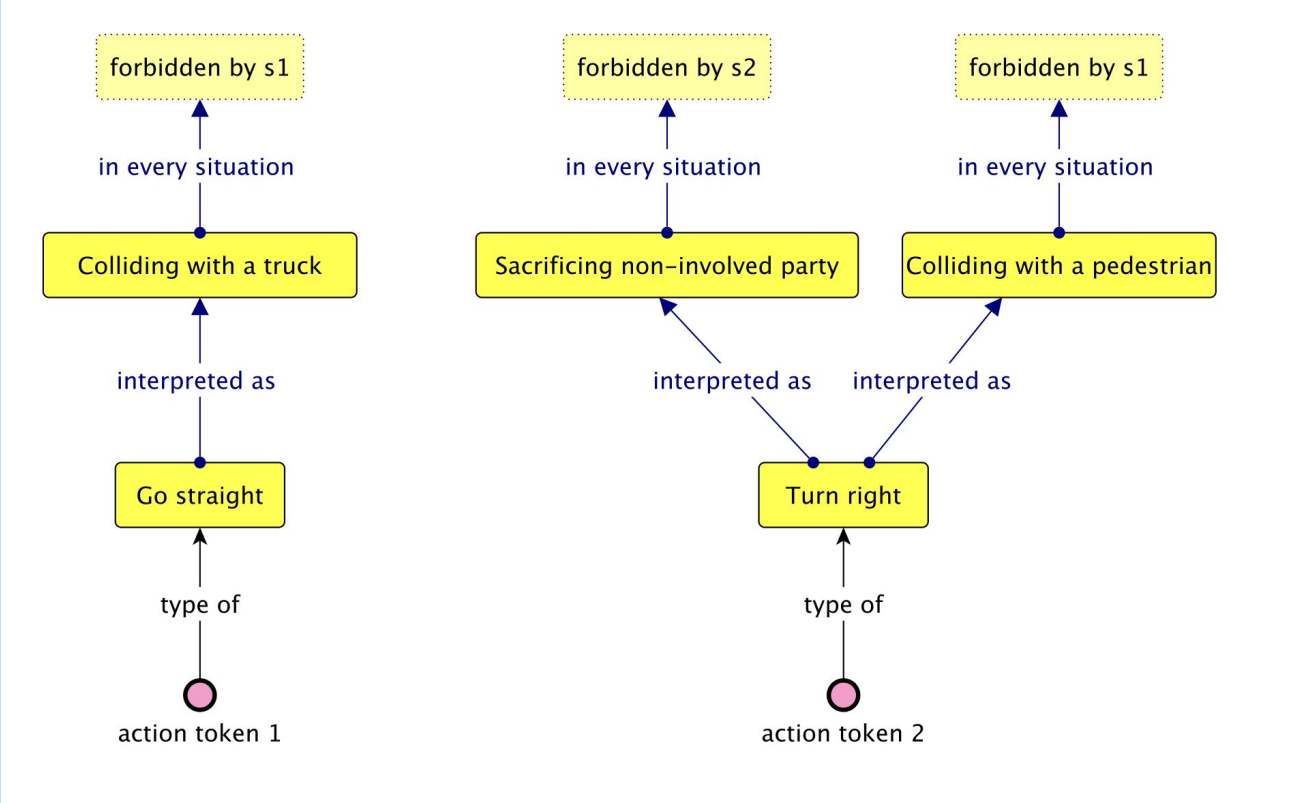 forbidden by s1
forbidden by s2
forbidden by s1
in every situation
in every situation
in every situation
Colliding with a truck
Sacrificing non-involved party
Colliding with a pedestrian
interpreted as
interpreted as
interpreted as
Go straight
Turn right
type of
type of
action token 1
action token 2